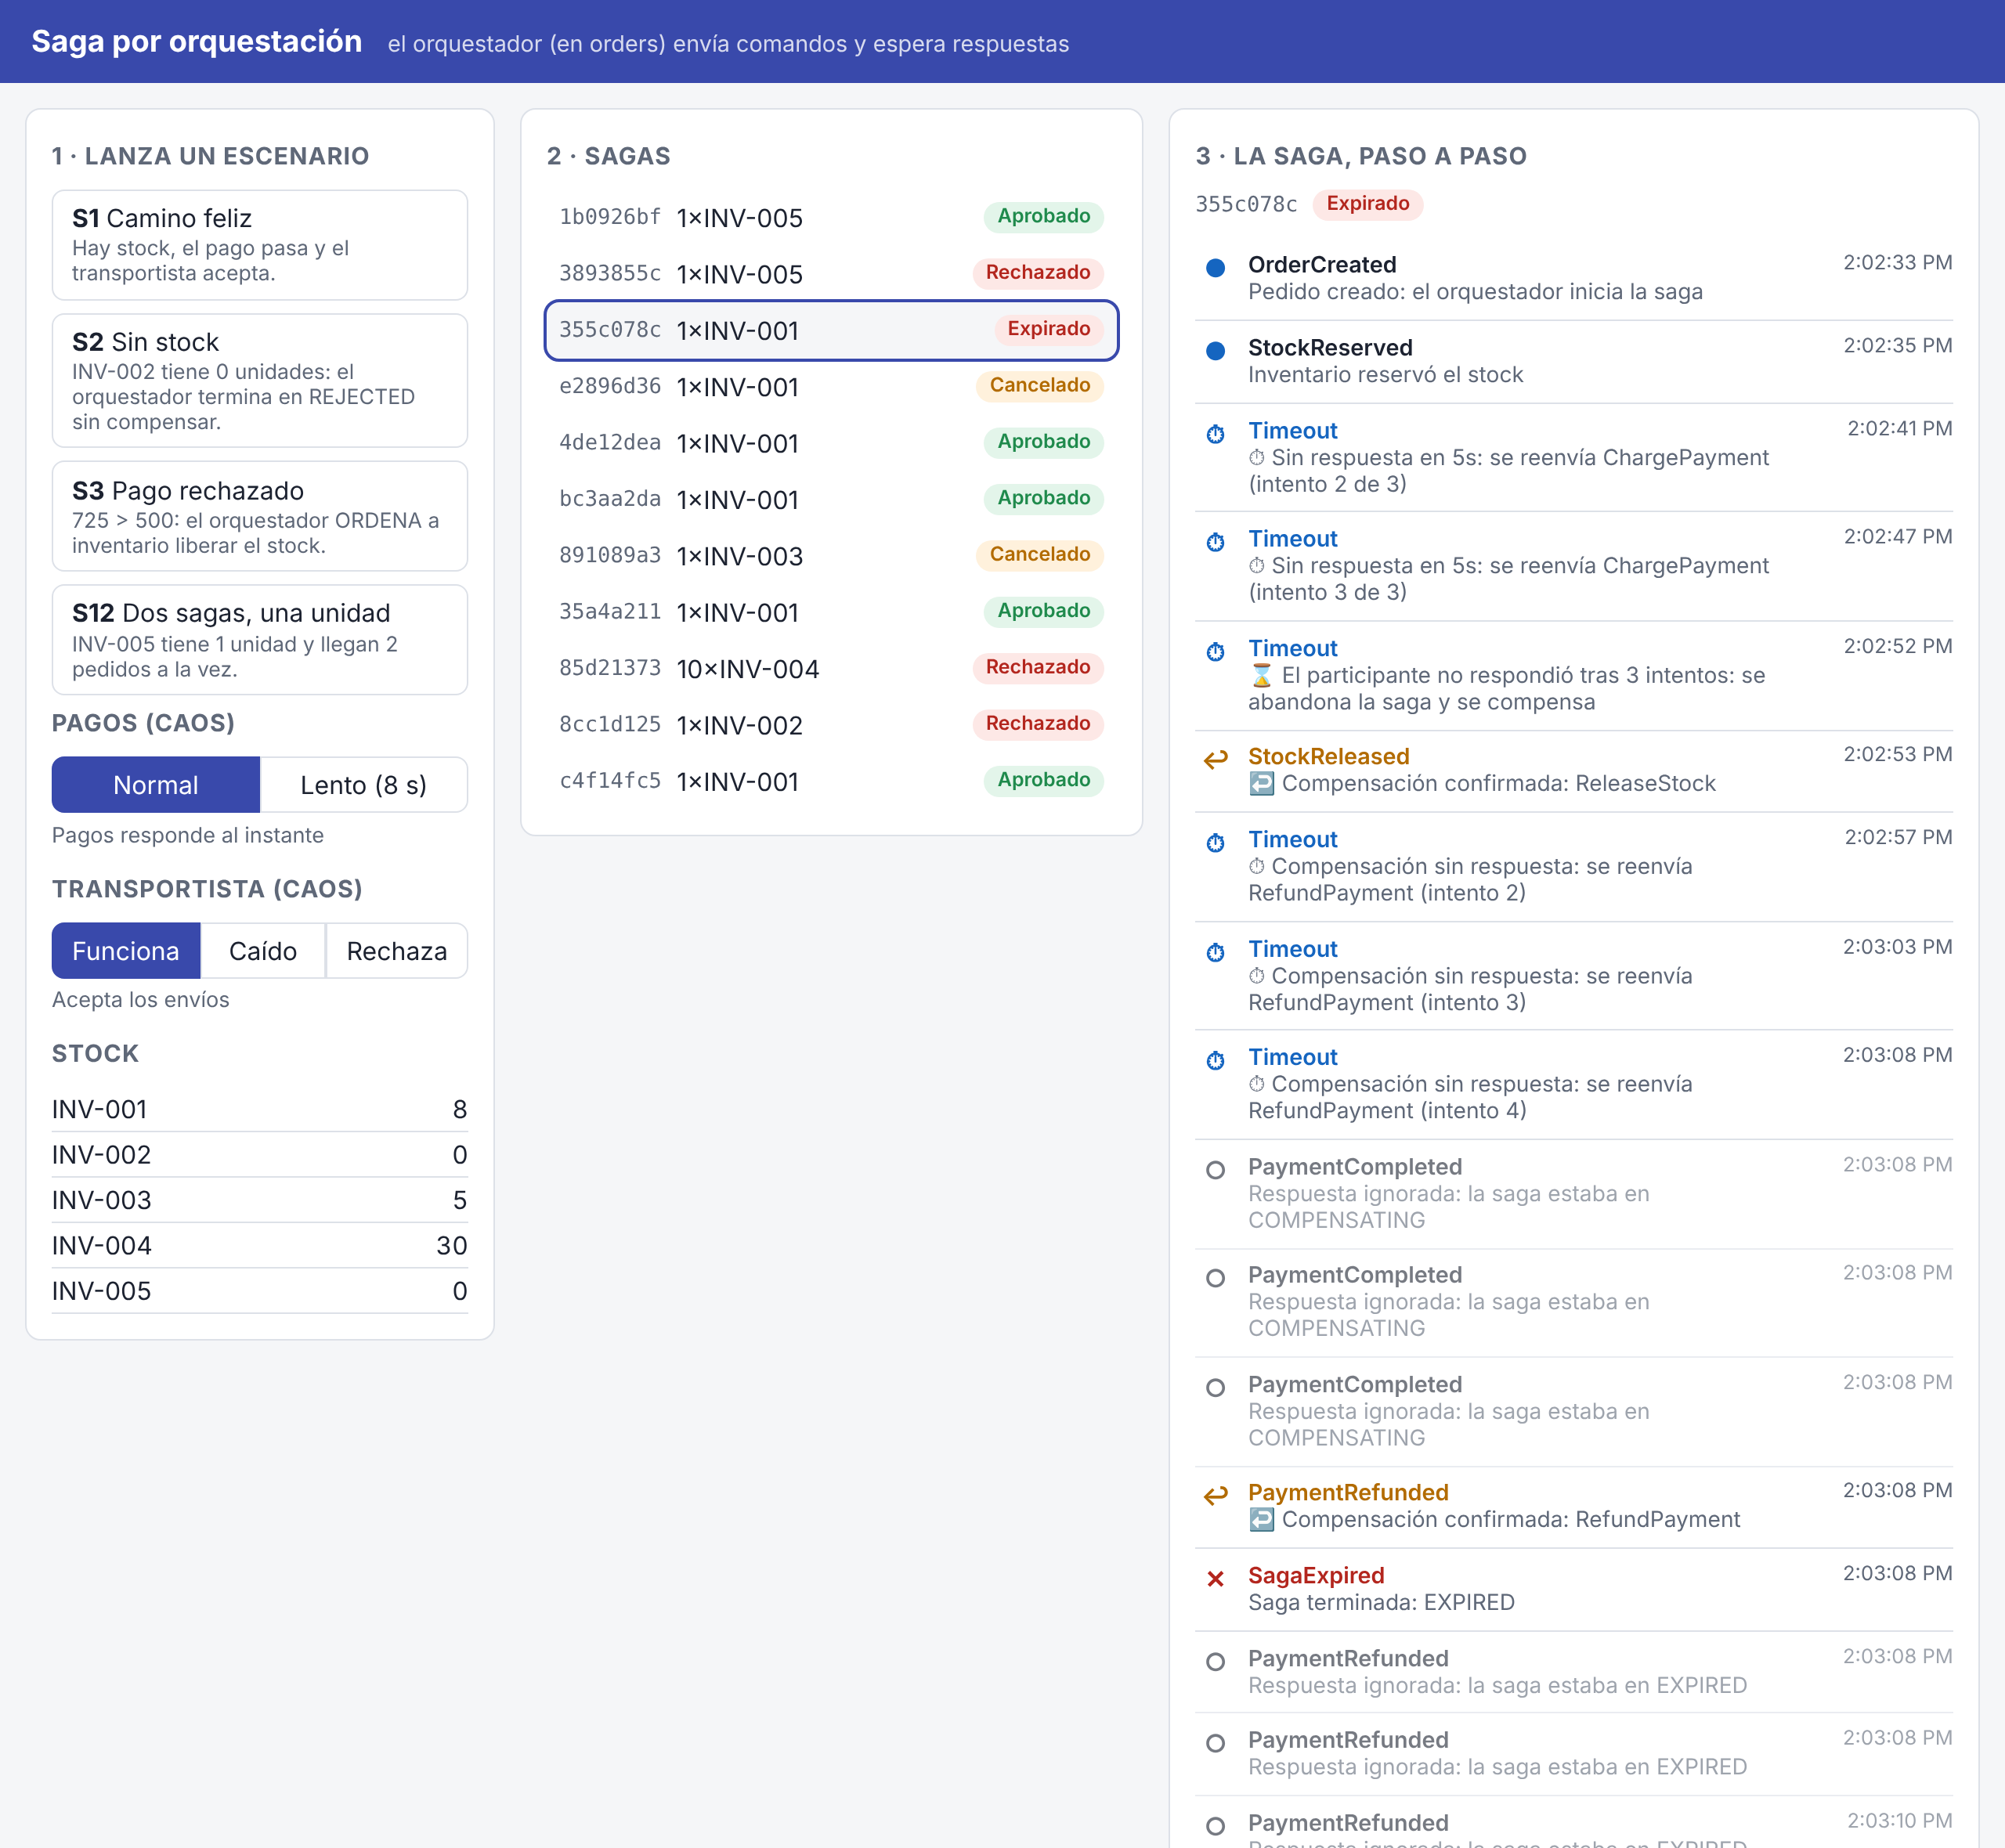 Saga por orquestación el orquestador (en orders) envía comandos y espera respuestas
1 · LANZA UN ESCENARIO
S1 Camino feliz
Hay stock, el pago pasa y el
transportista acepta.
S2 Sin stock
INV-002 tiene 0 unidades: el
orquestador termina en REJECTED
sin compensar.
S3 Pago rechazado
725 > 500: el orquestador ORDENA a
inventario liberar el stock.
S12 Dos sagas, una unidad
INV-005 tiene 1 unidad y llegan 2
pedidos a la vez.
PAGOS (CAOS)
Normal Lento (8 s)
Pagos responde al instante
TRANSPORTISTA (CAOS)
Funciona Caído Rechaza
Acepta los envíos
STOCK
INV-001 8
INV-002 0
INV-003 5
INV-004 30
INV-005 0
2 · SAGAS
1b0926bf 1×INV-005 Aprobado
3893855c 1×INV-005 Rechazado
355c078c 1×INV-001 Expirado
e2896d36 1×INV-001 Cancelado
4de12dea 1×INV-001 Aprobado
bc3aa2da 1×INV-001 Aprobado
891089a3 1×INV-003 Cancelado
35a4a211 1×INV-001 Aprobado
85d21373 10×INV-004 Rechazado
8cc1d125 1×INV-002 Rechazado
c4f14fc5 1×INV-001 Aprobado
3 · LA SAGA, PASO A PASO
355c078c Expirado
OrderCreated 2:02:33 PM
Pedido creado: el orquestador inicia la saga
StockReserved 2:02:35 PM
Inventario reservó el stock
Timeout 2:02:41 PM
⏱ Sin respuesta en 5s: se reenvía ChargePayment
(intento 2 de 3)
Timeout 2:02:47 PM
⏱ Sin respuesta en 5s: se reenvía ChargePayment
(intento 3 de 3)
Timeout 2:02:52 PM
⌛ El participante no respondió tras 3 intentos: se
abandona la saga y se compensa
StockReleased 2:02:53 PM
↩️ Compensación confirmada: ReleaseStock
Timeout 2:02:57 PM
⏱ Compensación sin respuesta: se reenvía
RefundPayment (intento 2)
Timeout 2:03:03 PM
⏱ Compensación sin respuesta: se reenvía
RefundPayment (intento 3)
Timeout 2:03:08 PM
⏱ Compensación sin respuesta: se reenvía
RefundPayment (intento 4)
PaymentCompleted 2:03:08 PM
Respuesta ignorada: la saga estaba en
COMPENSATING
PaymentCompleted 2:03:08 PM
Respuesta ignorada: la saga estaba en
COMPENSATING
PaymentCompleted 2:03:08 PM
Respuesta ignorada: la saga estaba en
COMPENSATING
PaymentRefunded 2:03:08 PM
↩️ Compensación confirmada: RefundPayment
SagaExpired 2:03:08 PM
Saga terminada: EXPIRED
PaymentRefunded 2:03:08 PM
Respuesta ignorada: la saga estaba en EXPIRED
PaymentRefunded 2:03:08 PM
Respuesta ignorada: la saga estaba en EXPIRED
PaymentRefunded 2:03:10 PM